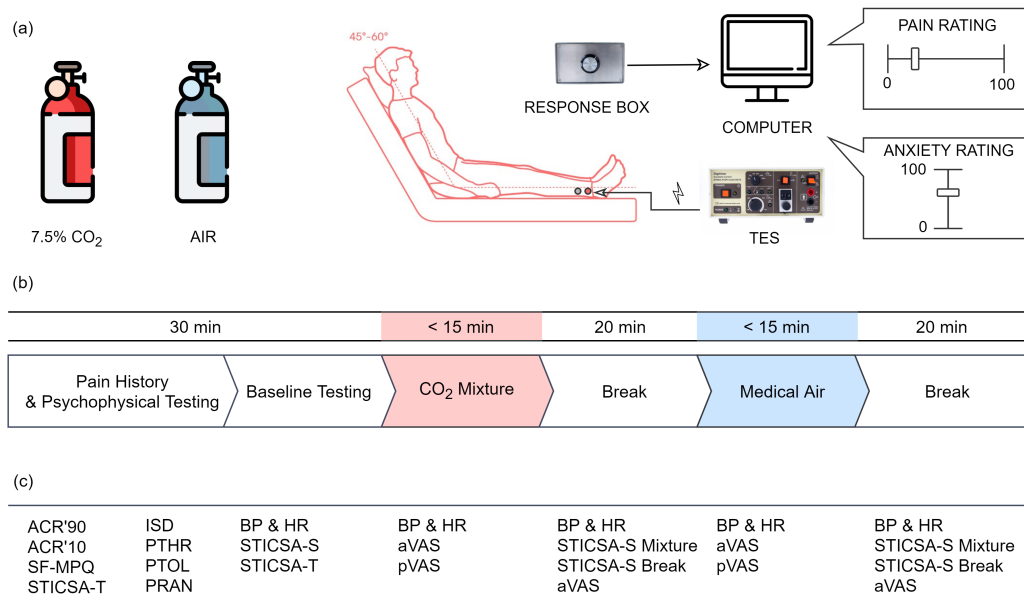 (a)
45°-60°
7.5% CO2
AIR
RESPONSE BOX
COMPUTER
TES
PAIN RATING
0
100
ANXIETY RATING
100
0
(b)
30 min
< 15 min
20 min
< 15 min
20 min
Pain History
& Psychophysical Testing
Baseline Testing
CO2 Mixture
Break
Medical Air
Break
(c)
ACR'90
ACR'10
SF-MPQ
STICSA-T
ISD
PTHR
PTOL
PRAN
BP & HR
STICSA-S
STICSA-T
BP & HR
aVAS
pVAS
BP & HR
STICSA-S Mixture
STICSA-S Break
aVAS
BP & HR
aVAS
pVAS
BP & HR
STICSA-S Mixture
STICSA-S Break
aVAS